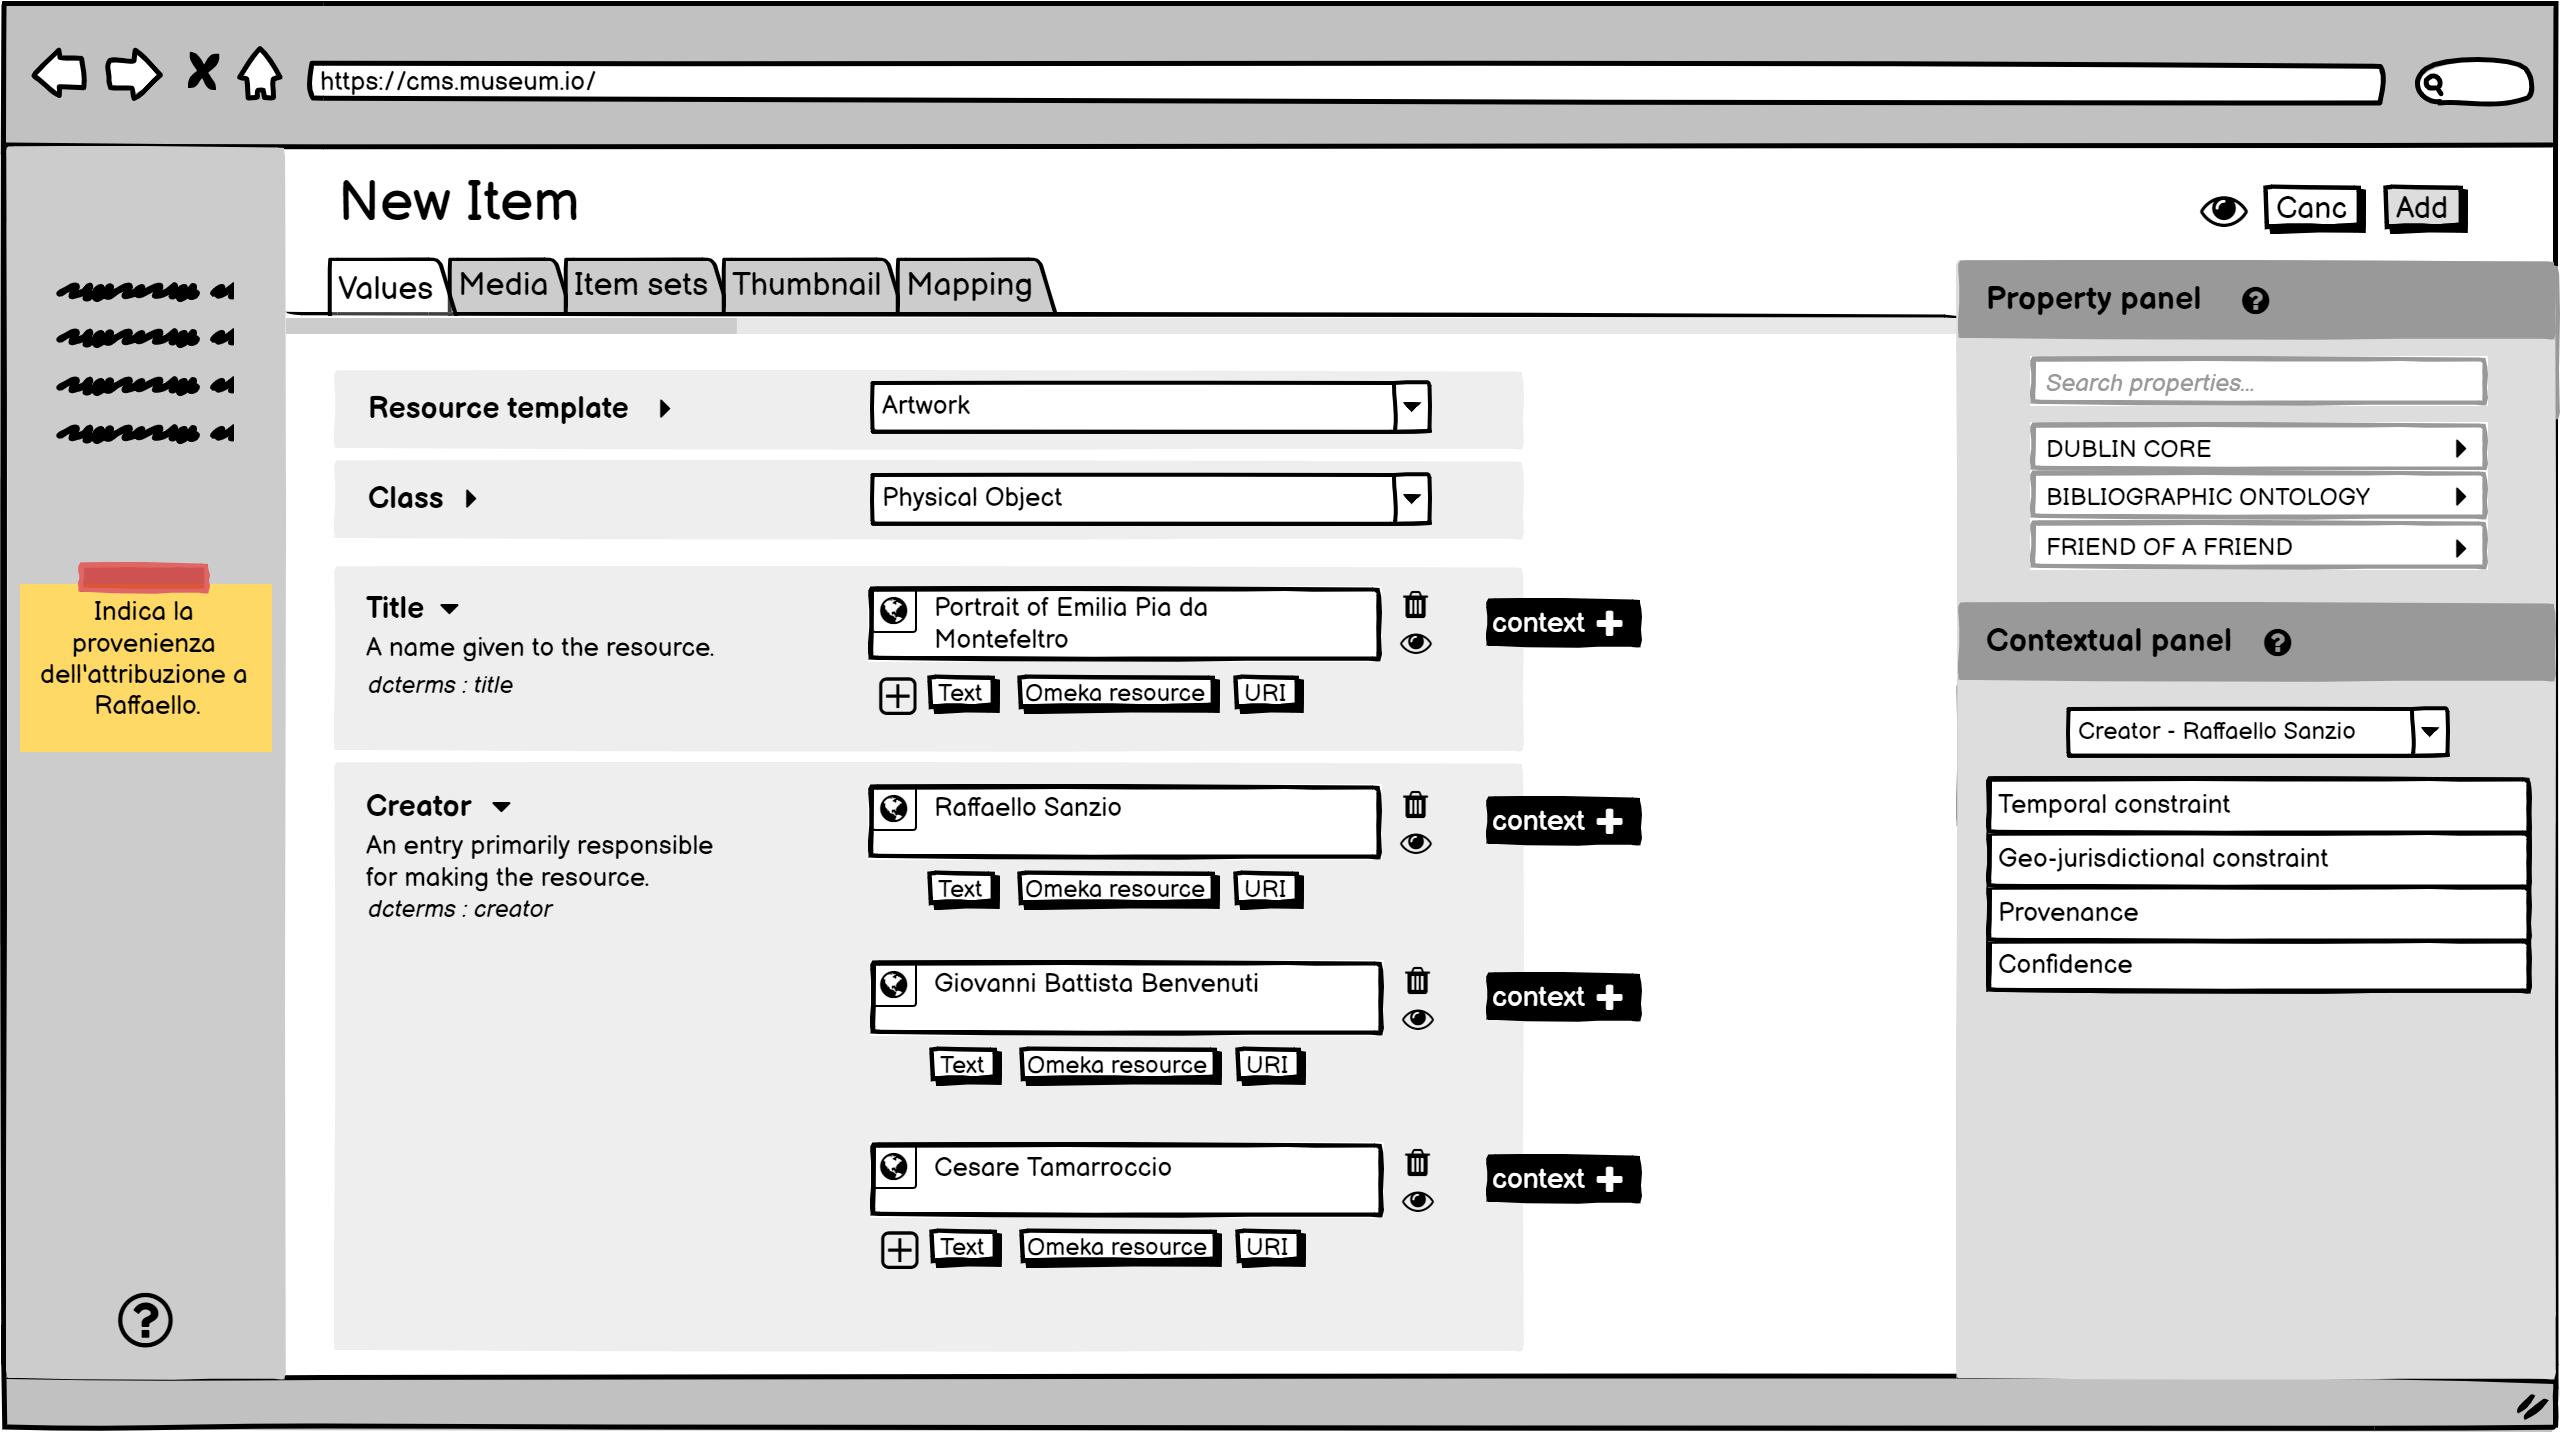 https://cms.museum.io/
New Item
Canc
Add
Values
Media
Item sets
Thumbnail
Mapping
Indica la
provenienza
dell'attribuzione a
Raffaello.
Resource template
Artwork
Class
Physical Object
Title
A name given to the resource.
dcterms : title
Portrait of Emilia Pia da
Montefeltro
context
Text
Omeka resource
URI
Creator
An entry primarily responsible
for making the resource.
dcterms : creator
Raffaello Sanzio
context
Text
Omeka resource
URI
Giovanni Battista Benvenuti
context
Text
Omeka resource
URI
Cesare Tamarroccio
context
Text
Omeka resource
URI
Property panel
?
Search properties...
DUBLIN CORE
BIBLIOGRAPHIC ONTOLOGY
FRIEND OF A FRIEND
Contextual panel
?
Creator - Raffaello Sanzio
Temporal constraint
Geo-jurisdictional constraint
Provenance
Confidence
?